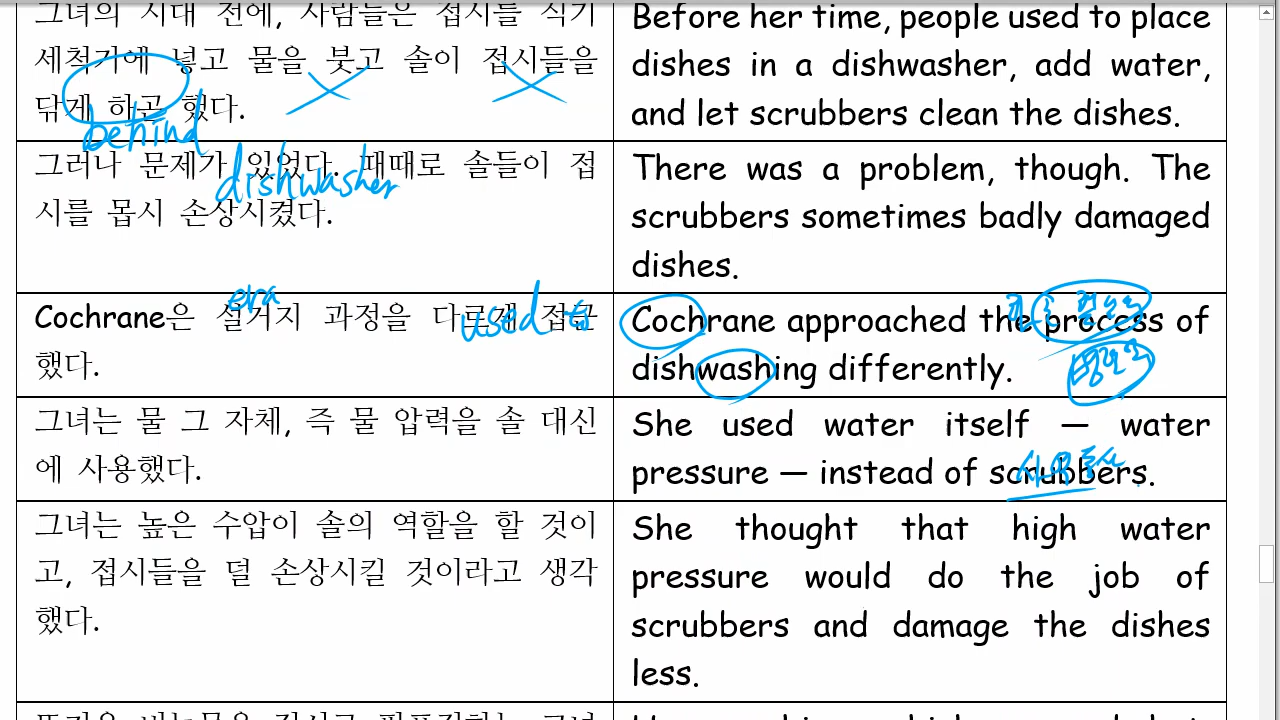 그녀의 시대 전에, 사람들은 접시를 식기
세척기에 넣고 물을 붓고 솔이 접시들을
닦게 하곤 했다.
behind
Before her time, people used to place
dishes in a dishwasher, add water,
and let scrubbers clean the dishes.
그러나 문제가 있었다. 때때로 솔들이 접
시를 몹시 손상시켰다.
dishwasher
There was a problem, though. The
scrubbers sometimes badly damaged
dishes.
Cochrane은 설거지 과정을 다르게 접근
했다.
era
used to
Cochrane approached the process of
dishwashing differently.
그녀는 물 그 자체, 즉 물 압력을 솔 대신
에 사용했다.
She used water itself — water
pressure — instead of scrubbers.
그녀는 높은 수압이 솔의 역할을 할 것이
고, 접시들을 덜 손상시킬 것이라고 생각
했다.
She thought that high water
pressure would do the job of
scrubbers and damage the dishes
less.